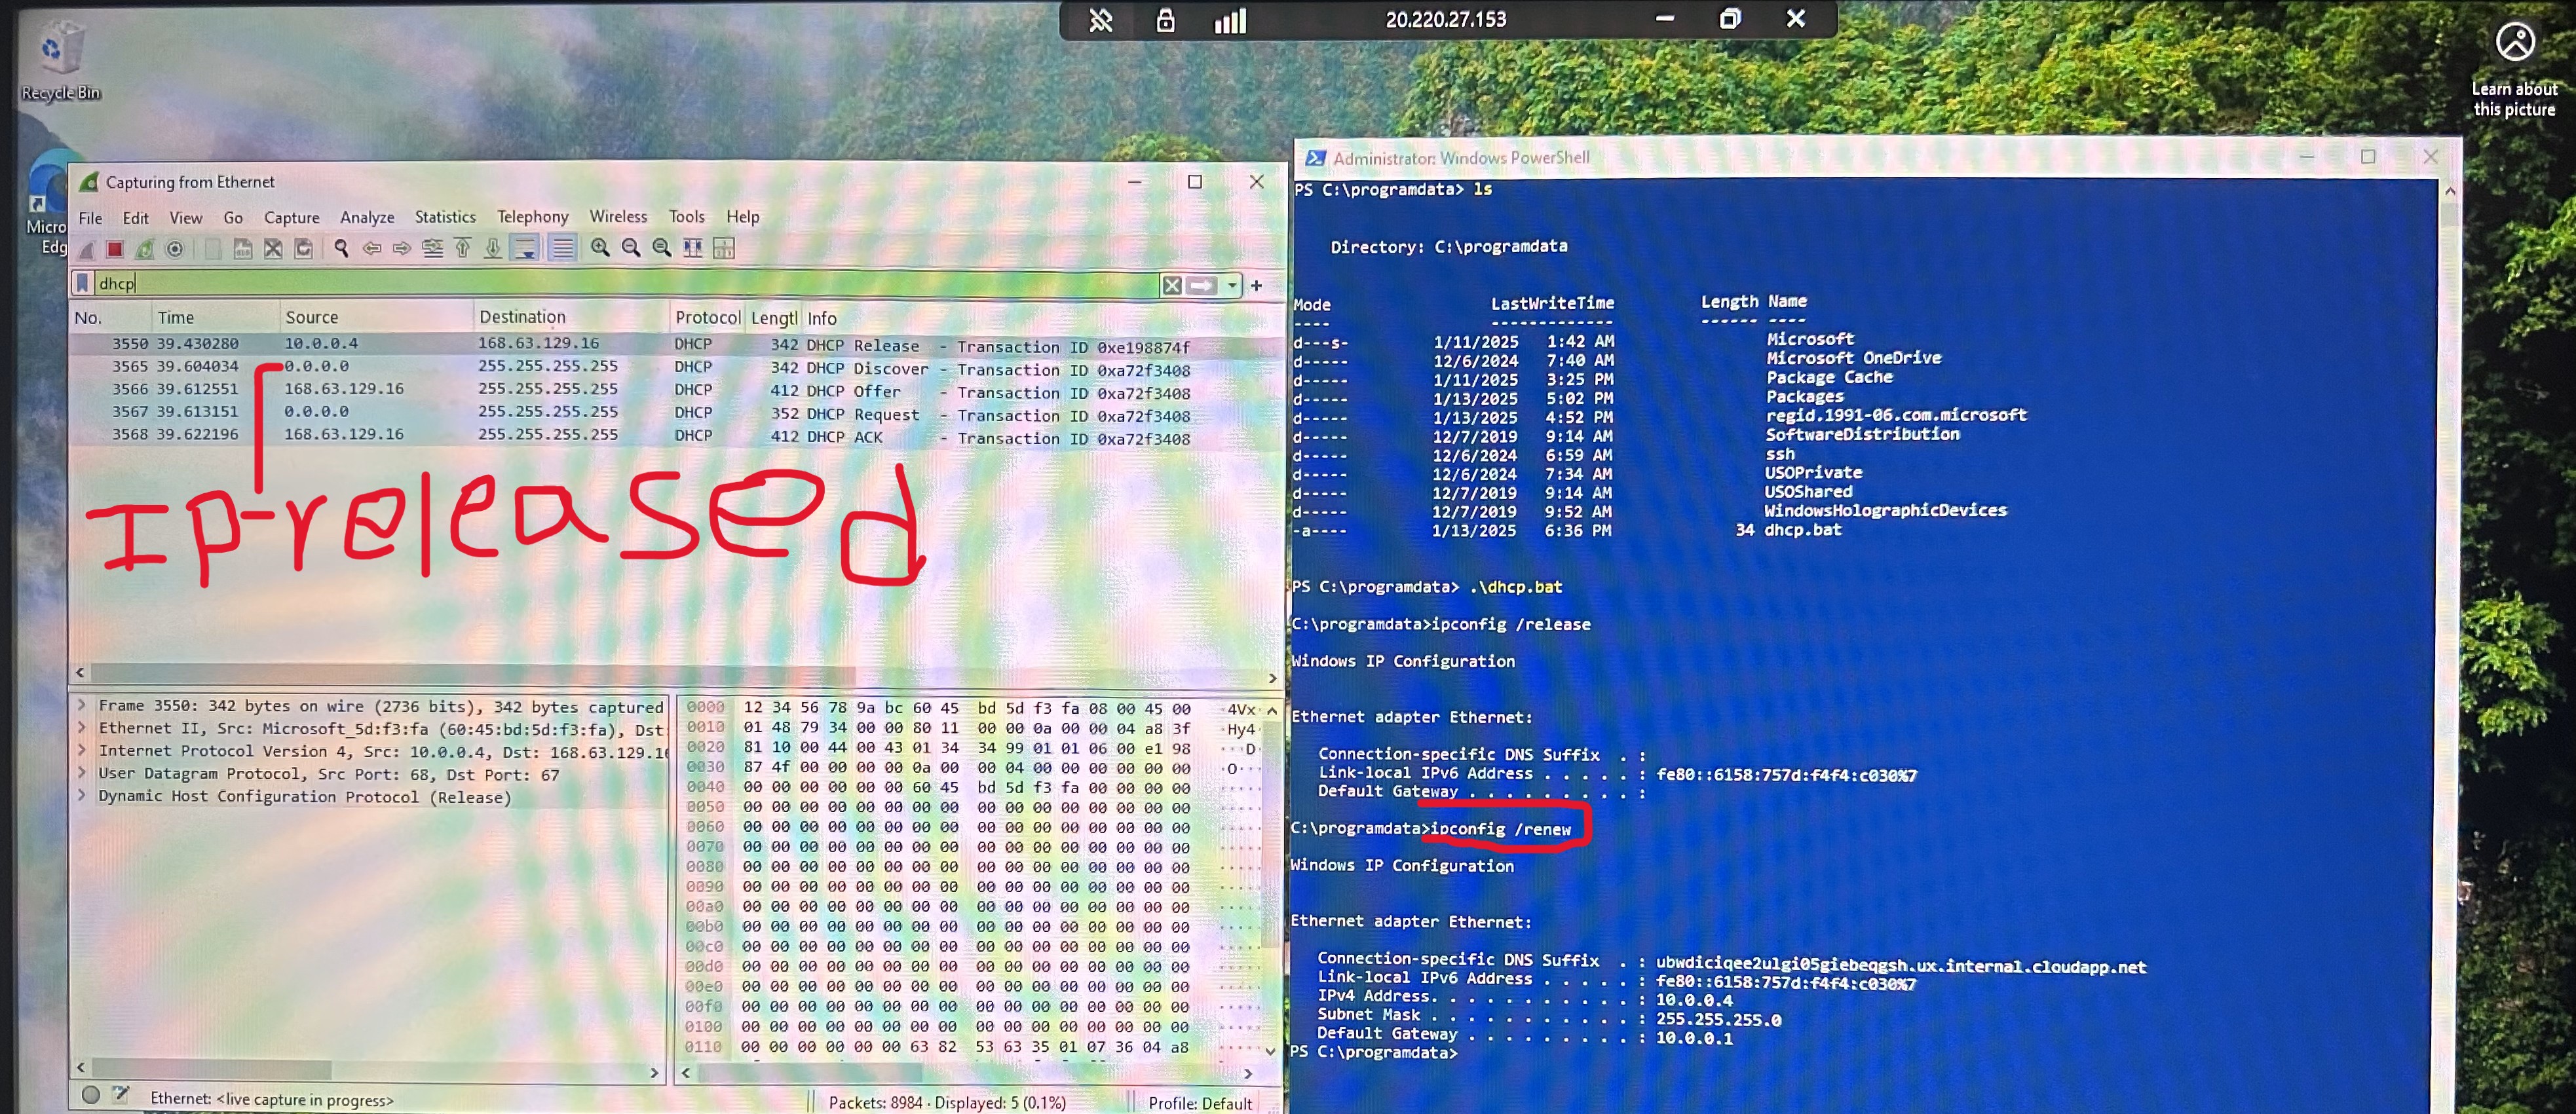 Recycle Bin
20.220.27.153
Learn about
this picture
Micro
Edg
Capturing from Ethernet
File Edit View Go Capture Analyze Statistics Telephony Wireless Tools Help
dhcp
No. Time Source Destination Protocol Lengtl Info
3550 39.430280 10.0.0.4 168.63.129.16 DHCP 342 DHCP Release - Transaction ID 0xe198874f
3565 39.604034 0.0.0.0 255.255.255.255 DHCP 342 DHCP Discover - Transaction ID 0xa72f3408
3566 39.612551 168.63.129.16 255.255.255.255 DHCP 412 DHCP Offer - Transaction ID 0xa72f3408
3567 39.613151 0.0.0.0 255.255.255.255 DHCP 352 DHCP Request - Transaction ID 0xa72f3408
3568 39.622196 168.63.129.16 255.255.255.255 DHCP 412 DHCP ACK - Transaction ID 0xa72f3408
Ip-released
Frame 3550: 342 bytes on wire (2736 bits), 342 bytes captured
Ethernet II, Src: Microsoft_5d:f3:fa (60:45:bd:5d:f3:fa), Dst:
Internet Protocol Version 4, Src: 10.0.0.4, Dst: 168.63.129.16
User Datagram Protocol, Src Port: 68, Dst Port: 67
Dynamic Host Configuration Protocol (Release)
0000 12 34 56 78 9a bc 60 45 bd 5d f3 fa 08 00 45 00 ·4Vx
0010 01 48 79 34 00 00 80 11 00 00 0a 00 00 04 a8 3f ·Hy4
0020 81 10 00 44 00 43 01 34 34 99 01 01 06 00 e1 98 ···D
0030 87 4f 00 00 00 00 0a 00 00 04 00 00 00 00 00 00 ·O··
0040 00 00 00 00 00 00 60 45 bd 5d f3 fa 00 00 00 00
0050 00 00 00 00 00 00 00 00 00 00 00 00 00 00 00 00
0060 00 00 00 00 00 00 00 00 00 00 00 00 00 00 00 00
0070 00 00 00 00 00 00 00 00 00 00 00 00 00 00 00 00
0080 00 00 00 00 00 00 00 00 00 00 00 00 00 00 00 00
0090 00 00 00 00 00 00 00 00 00 00 00 00 00 00 00 00
00a0 00 00 00 00 00 00 00 00 00 00 00 00 00 00 00 00
00b0 00 00 00 00 00 00 00 00 00 00 00 00 00 00 00 00
00c0 00 00 00 00 00 00 00 00 00 00 00 00 00 00 00 00
00d0 00 00 00 00 00 00 00 00 00 00 00 00 00 00 00 00
00e0 00 00 00 00 00 00 00 00 00 00 00 00 00 00 00 00
00f0 00 00 00 00 00 00 00 00 00 00 00 00 00 00 00 00
0100 00 00 00 00 00 00 00 00 00 00 00 00 00 00 00 00
0110 00 00 00 00 00 00 63 82 53 63 35 01 07 36 04 a8
Ethernet: <live capture in progress>
Packets: 8984 · Displayed: 5 (0.1%)
Profile: Default
Administrator: Windows PowerShell
PS C:\programdata> ls
Directory: C:\programdata
Mode LastWriteTime Length Name
---- ------------- ------ ----
d---s- 1/11/2025 1:42 AM Microsoft
d----- 12/6/2024 7:40 AM Microsoft OneDrive
d----- 1/11/2025 3:25 PM Package Cache
d----- 1/13/2025 5:02 PM Packages
d----- 1/13/2025 4:52 PM regid.1991-06.com.microsoft
d----- 12/7/2019 9:14 AM SoftwareDistribution
d----- 12/6/2024 6:59 AM ssh
d----- 12/6/2024 7:34 AM USOPrivate
d----- 12/7/2019 9:14 AM USOShared
d----- 12/7/2019 9:52 AM WindowsHolographicDevices
-a---- 1/13/2025 6:36 PM 34 dhcp.bat
PS C:\programdata> .\dhcp.bat
C:\programdata>ipconfig /release
Windows IP Configuration
Ethernet adapter Ethernet:
Connection-specific DNS Suffix . :
Link-local IPv6 Address . . . . . : fe80::6158:757d:f4f4:c030%7
Default Gateway . . . . . . . . . :
C:\programdata>ipconfig /renew
Windows IP Configuration
Ethernet adapter Ethernet:
Connection-specific DNS Suffix . : ubwdiciqee2ulgi05giebeqgsh.ux.internal.cloudapp.net
Link-local IPv6 Address . . . . . : fe80::6158:757d:f4f4:c030%7
IPv4 Address. . . . . . . . . . . : 10.0.0.4
Subnet Mask . . . . . . . . . . . : 255.255.255.0
Default Gateway . . . . . . . . . : 10.0.0.1
PS C:\programdata>